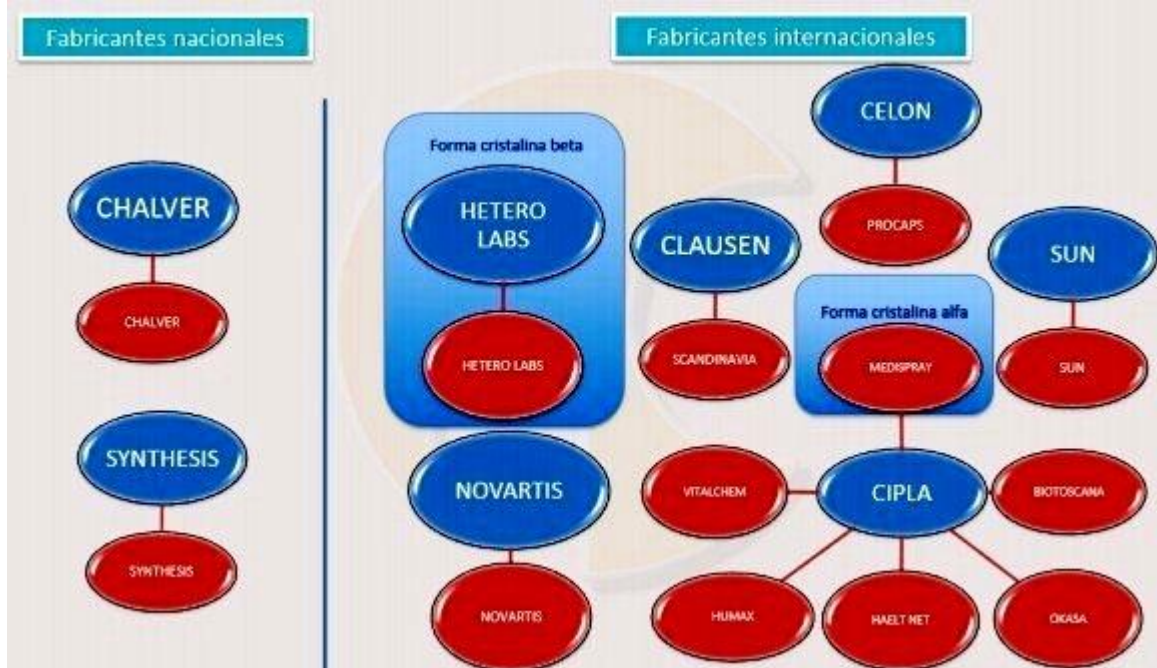 Fabricantes nacionales
Fabricantes internacionales
CHALVER
CHALVER
SYNTHESIS
SYNTHESIS
Forma cristalina beta
HETERO
LABS
HETERO LABS
NOVARTIS
NOVARTIS
CELON
PROCAPS
CLAUSEN
SCANDINAVIA
SUN
SUN
Forma cristalina alfa
MEDISPRAY
CIPLA
VITALCHEM
BIOTOSCANA
HUMAX
HAELT NET
OKASA